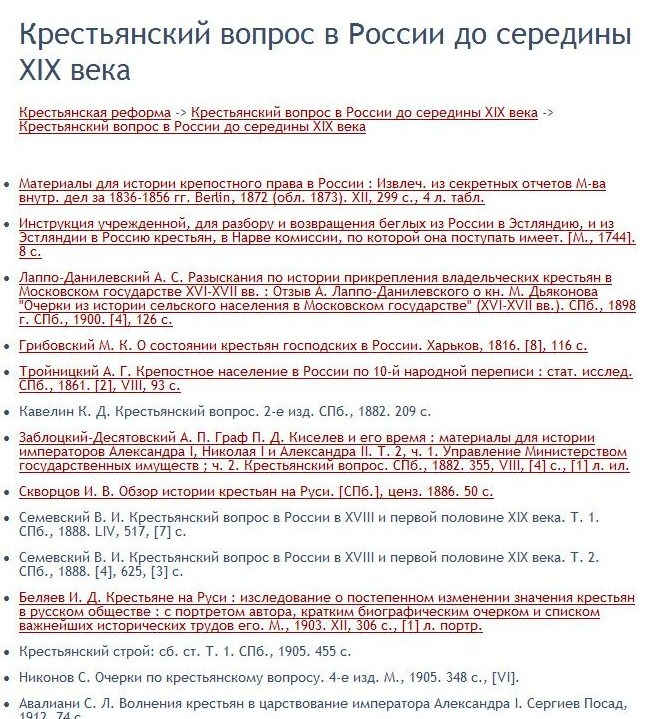 Крестьянский вопрос в России до середины
XIX века
Крестьянская реформа -> Крестьянский вопрос в России до середины XIX века ->
Крестьянский вопрос в России до середины XIX века
Материалы для истории крепостного права в России : Извлеч. из секретных отчетов М-ва
внутр. дел за 1836-1856 гг. Berlin, 1872 (обл. 1873). XII, 299 с., 4 л. табл.
Инструкция учрежденной, для разбору и возвращения беглых из России в Эстляндию, и из
Эстляндии в Россию крестьян, в Нарве комиссии, по которой она поступать имеет. [М., 1744].
8 с.
Лаппо-Данилевский А. С. Разыскания по истории прикрепления владельческих крестьян в
Московском государстве XVI-XVII вв. : Отзыв А. Лаппо-Данилевского о кн. М. Дьяконова
"Очерки из истории сельского населения в Московском государстве" (XVI-XVII вв.). СПб., 1898
г. СПб., 1900. [4], 126 с.
Грибовский М. К. О состоянии крестьян господских в России. Харьков, 1816. [8], 116 с.
Тройницкий А. Г. Крепостное население в России по 10-й народной переписи : стат. исслед.
СПб., 1861. [2], VIII, 93 с.
Кавелин К. Д. Крестьянский вопрос. 2-е изд. СПб., 1882. 209 с.
Заблоцкий-Десятовский А. П. Граф П. Д. Киселев и его время : материалы для истории
императоров Александра I, Николая I и Александра II. Т. 2, ч. 1. Управление Министерством
государственных имуществ ; ч. 2. Крестьянский вопрос. СПб., 1882. 355, VIII, [4] с., [1] л. ил.
Скворцов И. В. Обзор истории крестьян на Руси. [СПб.], ценз. 1886. 50 с.
Семевский В. И. Крестьянский вопрос в России в XVIII и первой половине XIX века. Т. 1.
СПб., 1888. LIV, 517, [7] с.
Семевский В. И. Крестьянский вопрос в России в XVIII и первой половине XIX века. Т. 2.
СПб., 1888. [4], 625, [3] с.
Беляев И. Д. Крестьяне на Руси : изследование о постепенном изменении значения крестьян
в русском обществе : с портретом автора, кратким биографическим очерком и списком
важнейших исторических трудов его. М., 1903. XII, 306 с., [1] л. портр.
Крестьянский строй: сб. ст. Т. 1. СПб., 1905. 455 с.
Никонов С. Очерки по крестьянскому вопросу. 4-е изд. М., 1905. 348 с., [VI].
Авалиани С. Л. Волнения крестьян в царствование императора Александра I. Сергиев Посад,
1912. 74 с.